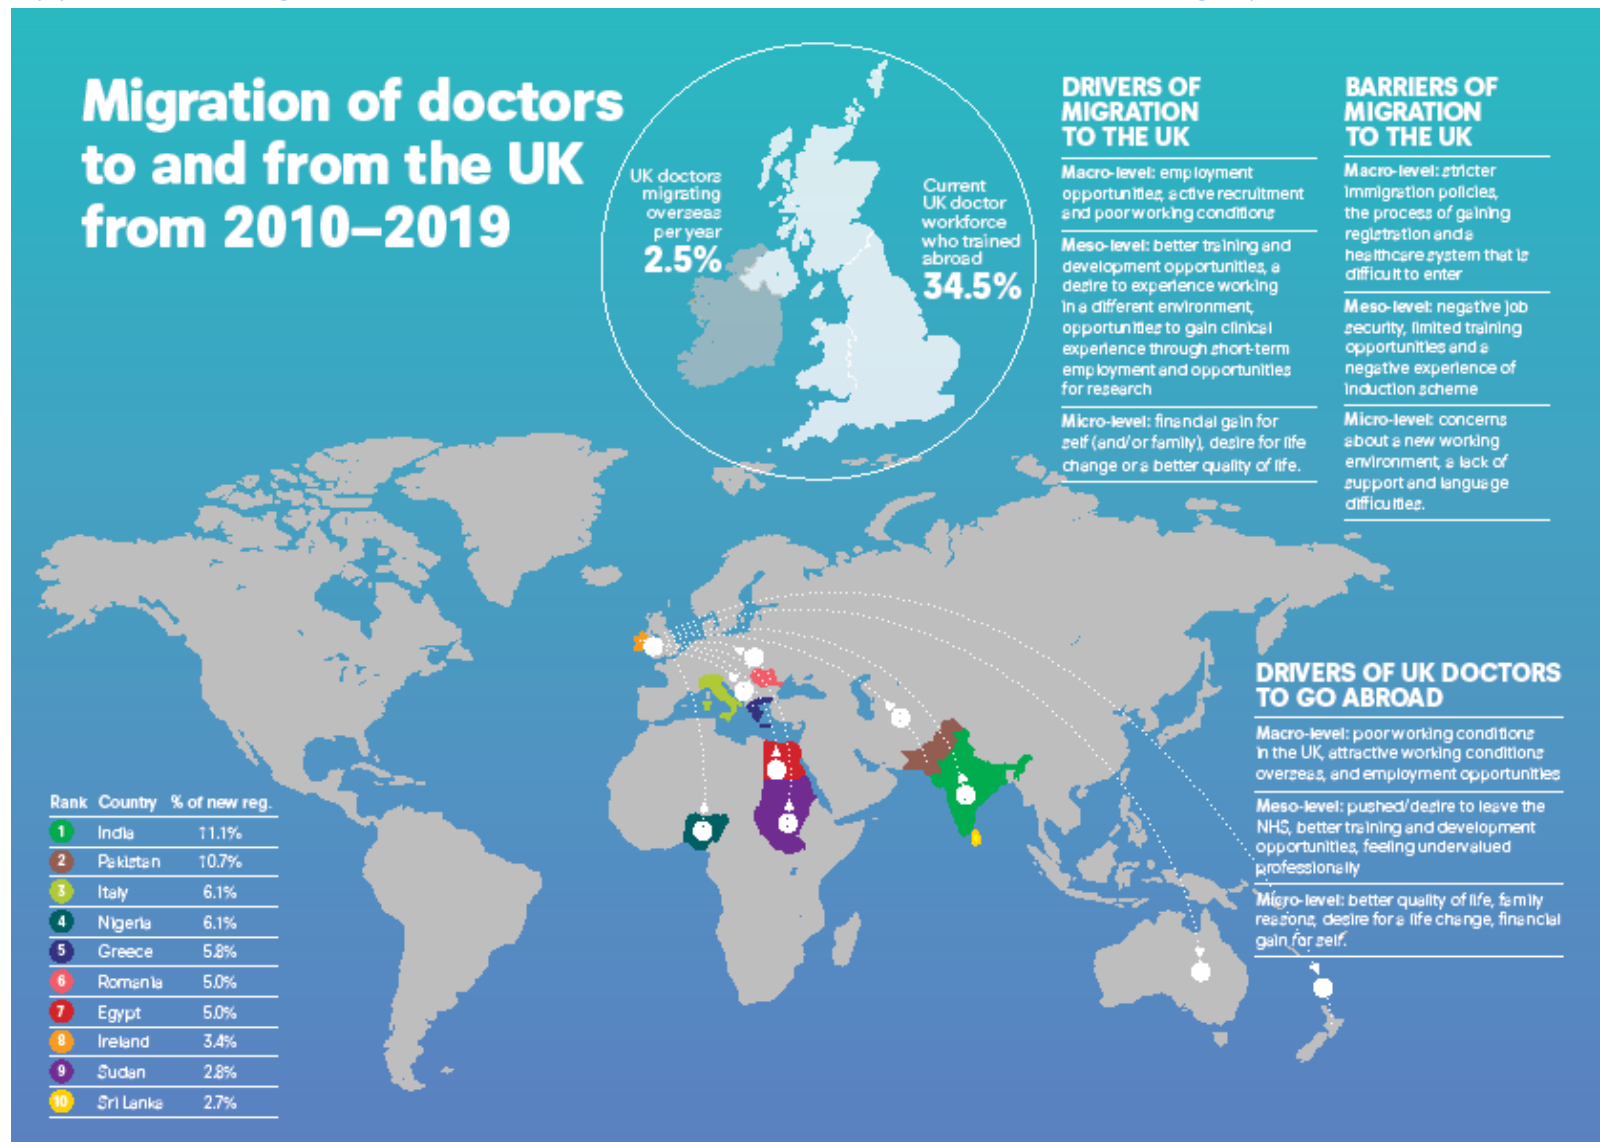 Migration of doctors
to and from the UK
from 2010–2019
UK doctors
migrating
overseas
per year
2.5%
Current
UK doctor
workforce
who trained
abroad
34.5%
DRIVERS OF
MIGRATION
TO THE UK
Macro-level: employment
opportunities, active recruitment
and poor working conditions
Meso-level: better training and
development opportunities, a
desire to experience working
in a different environment,
opportunities to gain clinical
experience through short-term
employment and opportunities
for research
Micro-level: financial gain for
self (and/or family), desire for life
change or a better quality of life.
BARRIERS OF
MIGRATION
TO THE UK
Macro-level: stricter
immigration policies,
the process of gaining
registration and a
healthcare system that is
difficult to enter
Meso-level: negative job
security, limited training
opportunities and a
negative experience of
induction scheme
Micro-level: concerns
about a new working
environment, a lack of
support and language
difficulties.
DRIVERS OF UK DOCTORS
TO GO ABROAD
Macro-level: poor working conditions
in the UK, attractive working conditions
overseas, and employment opportunities
Meso-level: pushed/desire to leave the
NHS, better training and development
opportunities, feeling undervalued
professionally
Micro-level: better quality of life, family
reasons, desire for a life change, financial
gain for self.
Rank Country % of new reg.
1 India 11.1%
2 Pakistan 10.7%
3 Italy 6.1%
4 Nigeria 6.1%
5 Greece 5.8%
6 Romania 5.0%
7 Egypt 5.0%
8 Ireland 3.4%
9 Sudan 2.8%
10 Sri Lanka 2.7%